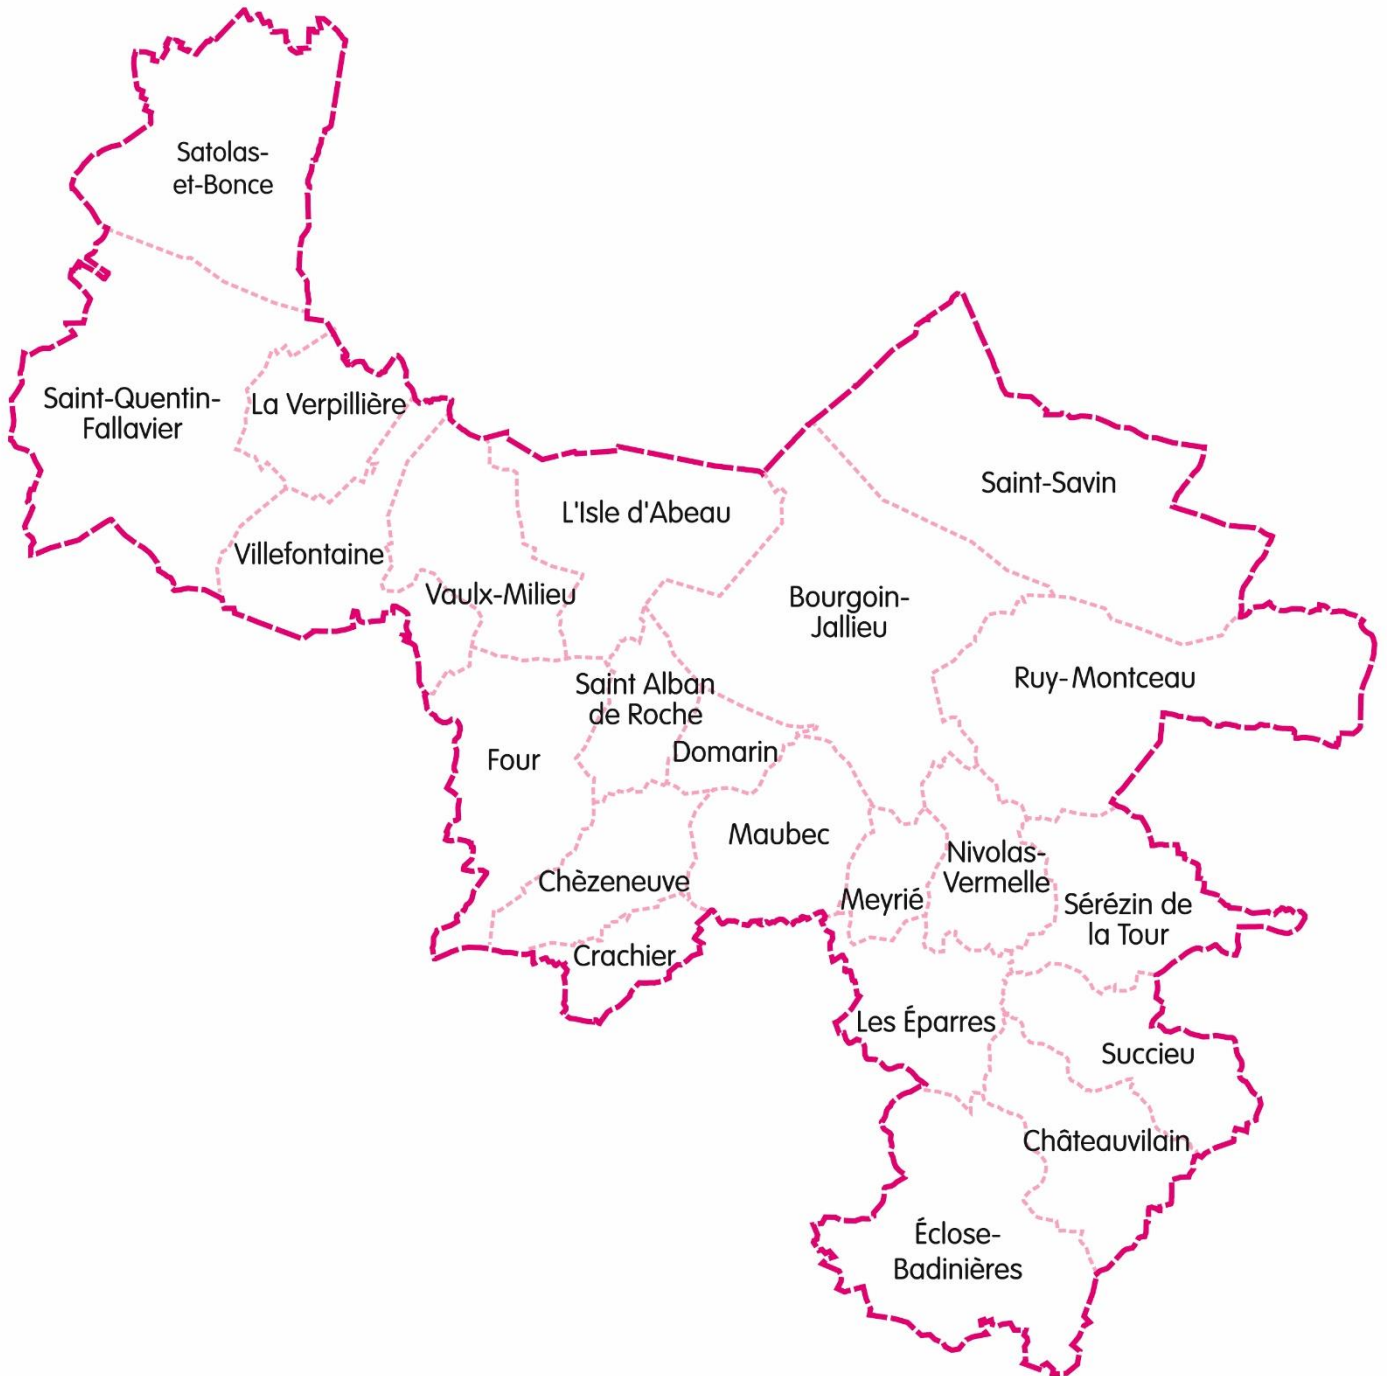 Satolas-
et-Bonce
Saint-Quentin-
Fallavier
La Verpillière
Saint-Savin
L'Isle d'Abeau
Villefontaine
Vaulx-Milieu
Bourgoin-
Jallieu
Ruy-Montceau
Saint Alban
de Roche
Four
Domarin
Maubec
Nivolas-
Vermelle
Chèzeneuve
Meyrié
Sérézin de
la Tour
Crachier
Les Éparres
Succieu
Châteauvilain
Éclose-
Badinières